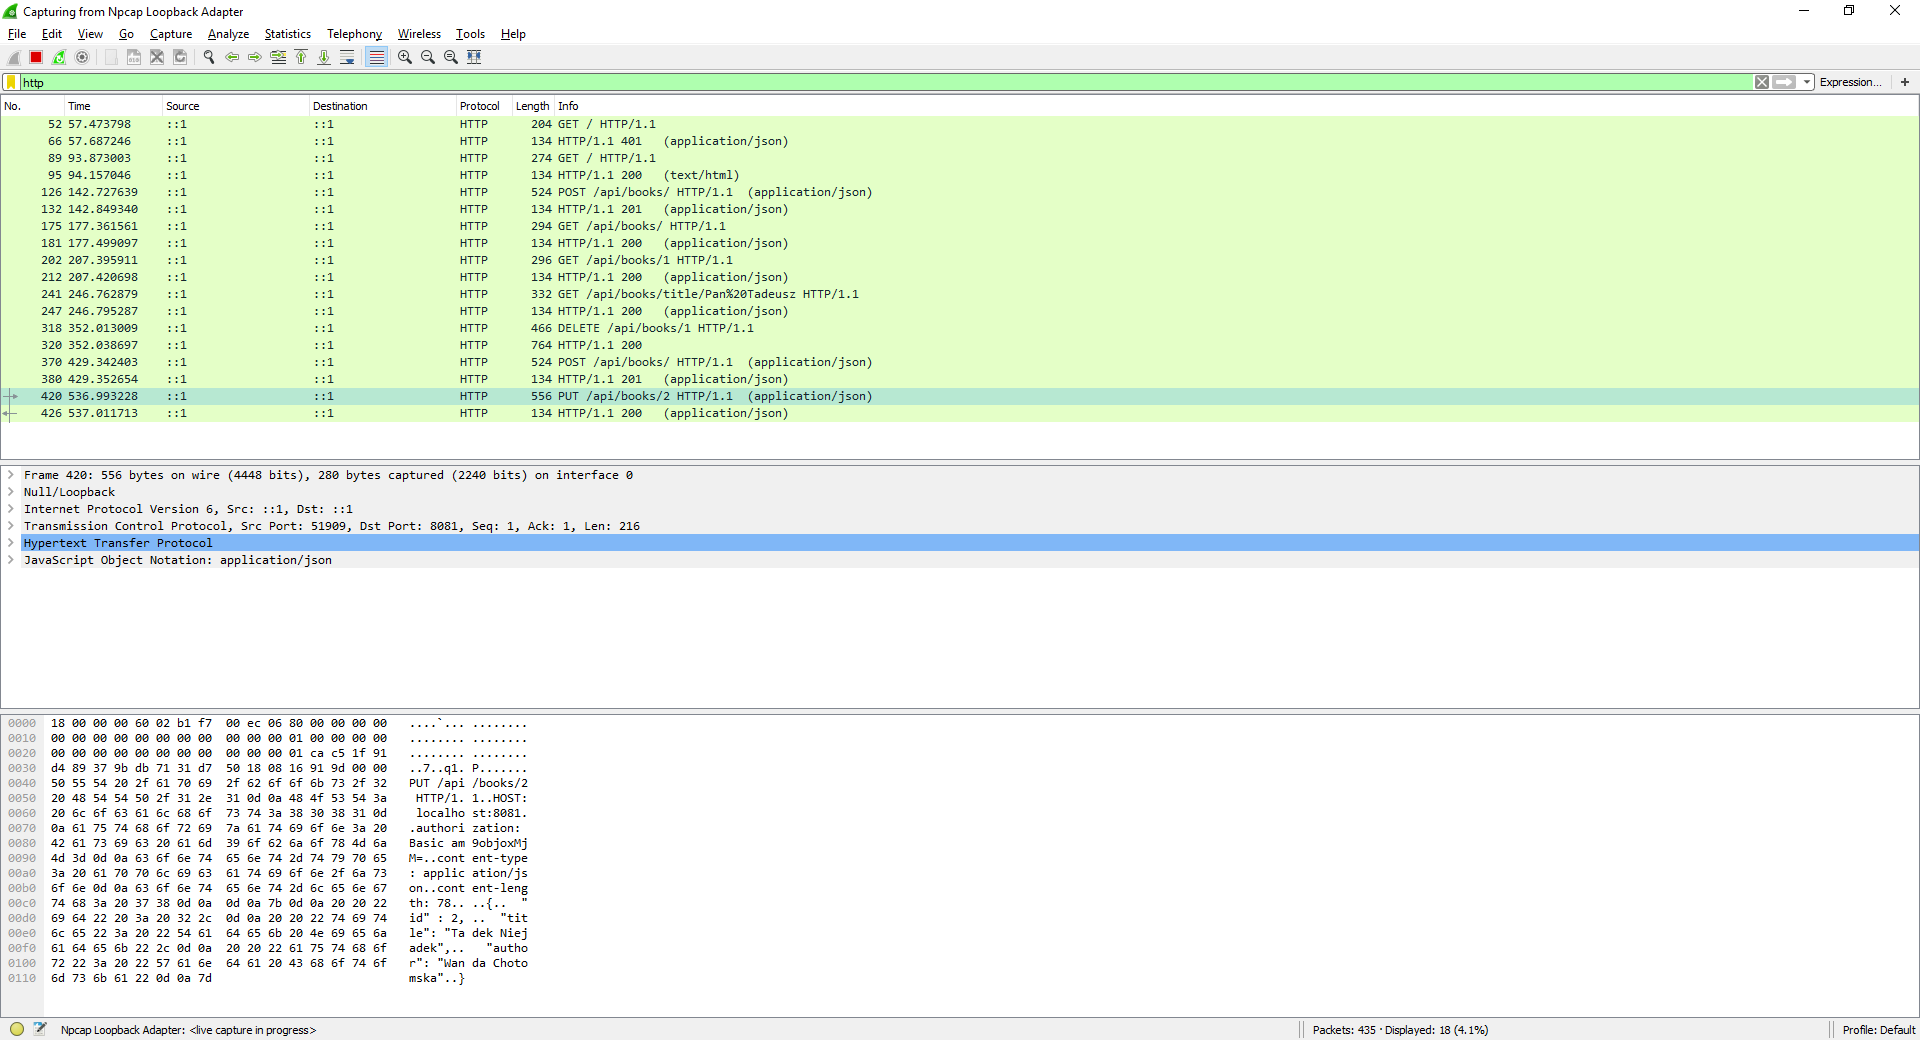 Capturing from Npcap Loopback Adapter
File Edit View Go Capture Analyze Statistics Telephony Wireless Tools Help
http
Expression... +
No. Time Source Destination Protocol Length Info
52 57.473798 ::1 ::1 HTTP 204 GET / HTTP/1.1
66 57.687246 ::1 ::1 HTTP 134 HTTP/1.1 401 (application/json)
89 93.873003 ::1 ::1 HTTP 274 GET / HTTP/1.1
95 94.157046 ::1 ::1 HTTP 134 HTTP/1.1 200 (text/html)
126 142.727639 ::1 ::1 HTTP 524 POST /api/books/ HTTP/1.1 (application/json)
132 142.849340 ::1 ::1 HTTP 134 HTTP/1.1 201 (application/json)
175 177.361561 ::1 ::1 HTTP 294 GET /api/books/ HTTP/1.1
181 177.499097 ::1 ::1 HTTP 134 HTTP/1.1 200 (application/json)
202 207.395911 ::1 ::1 HTTP 296 GET /api/books/1 HTTP/1.1
212 207.420698 ::1 ::1 HTTP 134 HTTP/1.1 200 (application/json)
241 246.762879 ::1 ::1 HTTP 332 GET /api/books/title/Pan%20Tadeusz HTTP/1.1
247 246.795287 ::1 ::1 HTTP 134 HTTP/1.1 200 (application/json)
318 352.013009 ::1 ::1 HTTP 466 DELETE /api/books/1 HTTP/1.1
320 352.038697 ::1 ::1 HTTP 764 HTTP/1.1 200
370 429.342403 ::1 ::1 HTTP 524 POST /api/books/ HTTP/1.1 (application/json)
380 429.352654 ::1 ::1 HTTP 134 HTTP/1.1 201 (application/json)
420 536.993228 ::1 ::1 HTTP 556 PUT /api/books/2 HTTP/1.1 (application/json)
426 537.011713 ::1 ::1 HTTP 134 HTTP/1.1 200 (application/json)
Frame 420: 556 bytes on wire (4448 bits), 280 bytes captured (2240 bits) on interface 0
Null/Loopback
Internet Protocol Version 6, Src: ::1, Dst: ::1
Transmission Control Protocol, Src Port: 51909, Dst Port: 8081, Seq: 1, Ack: 1, Len: 216
Hypertext Transfer Protocol
JavaScript Object Notation: application/json
0000 18 00 00 00 60 02 b1 f7 00 ec 06 80 00 00 00 00 ....`... ........
0010 00 00 00 00 00 00 00 00 00 00 00 01 00 00 00 00 ........ ........
0020 00 00 00 00 00 00 00 00 00 00 00 01 ca c5 1f 91 ........ ........
0030 d4 89 37 9b db 71 31 d7 50 18 08 16 91 9d 00 00 ..7..q1. P.......
0040 50 55 54 20 2f 61 70 69 2f 62 6f 6f 6b 73 2f 32 PUT /api /books/2
0050 20 48 54 54 50 2f 31 2e 31 0d 0a 48 4f 53 54 3a HTTP/1. 1..HOST:
0060 20 6c 6f 63 61 6c 68 6f 73 74 3a 38 30 38 31 0d localho st:8081.
0070 0a 61 75 74 68 6f 72 69 7a 61 74 69 6f 6e 3a 20 .authori zation:
0080 42 61 73 69 63 20 61 6d 39 6f 62 6a 6f 78 4d 6a Basic am 9objoxMj
0090 4d 3d 0d 0a 63 6f 6e 74 65 6e 74 2d 74 79 70 65 M=..cont ent-type
00a0 3a 20 61 70 70 6c 69 63 61 74 69 6f 6e 2f 6a 73 : applic ation/js
00b0 6f 6e 0d 0a 63 6f 6e 74 65 6e 74 2d 6c 65 6e 67 on..cont ent-leng
00c0 74 68 3a 20 37 38 0d 0a 0d 0a 7b 0d 0a 20 20 22 th: 78.. ..{.. "
00d0 69 64 22 20 3a 20 32 2c 0d 0a 20 20 22 74 69 74 id" : 2, .. "tit
00e0 6c 65 22 3a 20 22 54 61 64 65 6b 20 4e 69 65 6a le": "Ta dek Niej
00f0 61 64 65 6b 22 2c 0d 0a 20 20 22 61 75 74 68 6f adek",.. "autho
0100 72 22 3a 20 22 57 61 6e 64 61 20 43 68 6f 74 6f r": "Wan da Choto
0110 6d 73 6b 61 22 0d 0a 7d mska"..}
Npcap Loopback Adapter: <live capture in progress> Packets: 435 · Displayed: 18 (4.1%) Profile: Default